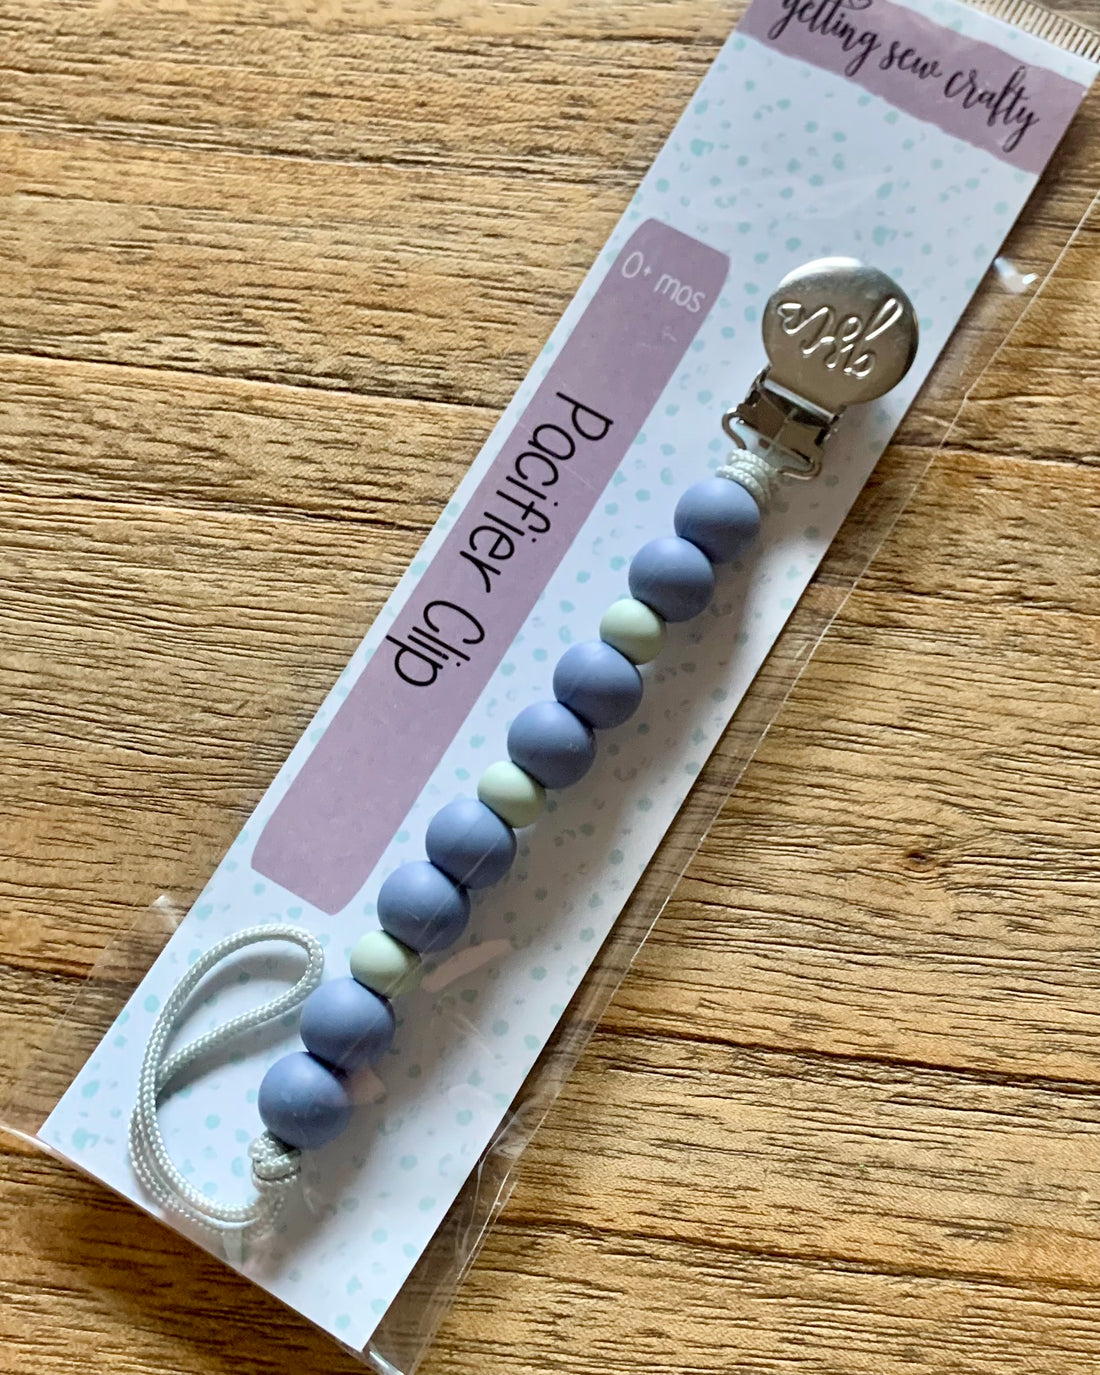 getting sew crafty
0+ mos
Pacifier Clip